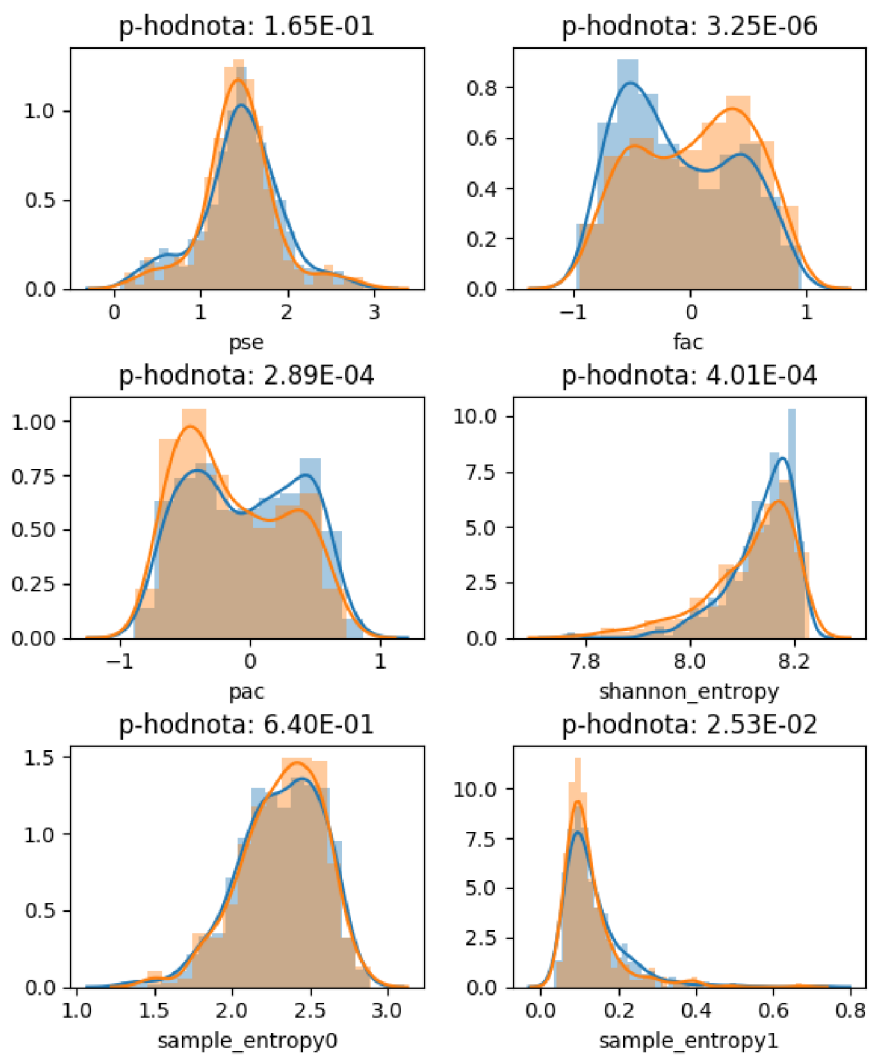 p-hodnota: 1.65E-01
1.0
0.5
0.0
0 1 2 3
pse
p-hodnota: 3.25E-06
0.8
0.6
0.4
0.2
0.0
−1 0 1
fac
p-hodnota: 2.89E-04
1.00
0.75
0.50
0.25
0.00
−1 0 1
pac
p-hodnota: 4.01E-04
10.0
7.5
5.0
2.5
0.0
7.8 8.0 8.2
shannon_entropy
p-hodnota: 6.40E-01
1.5
1.0
0.5
0.0
1.0 1.5 2.0 2.5 3.0
sample_entropy0
p-hodnota: 2.53E-02
10.0
7.5
5.0
2.5
0.0
0.0 0.2 0.4 0.6 0.8
sample_entropy1